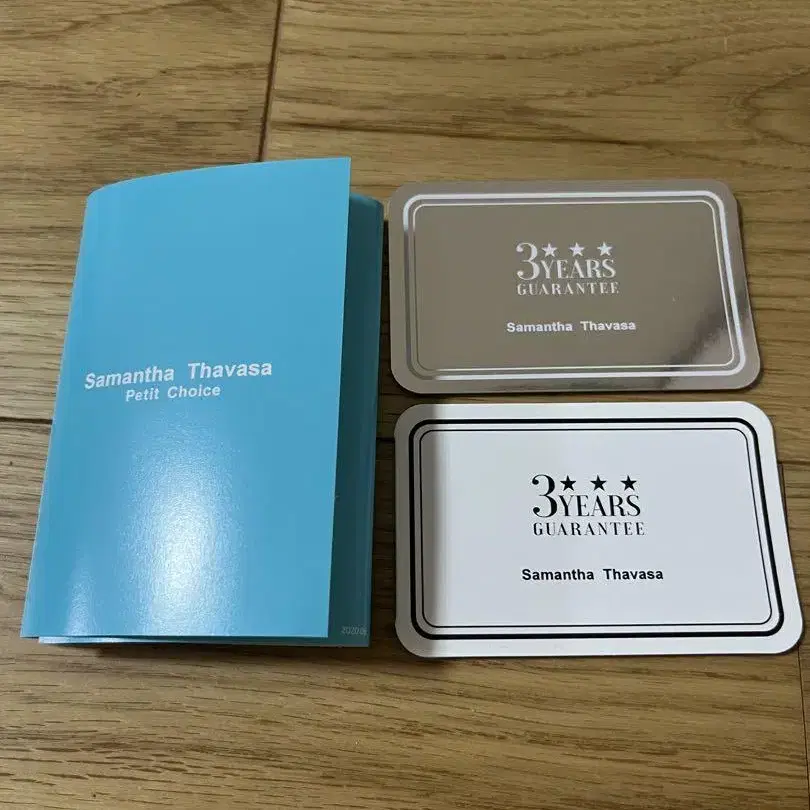 Samantha Thavasa
Petit Choice
3 YEARS
GUARANTEE
Samantha Thavasa
3 YEARS
GUARANTEE
Samantha Thavasa